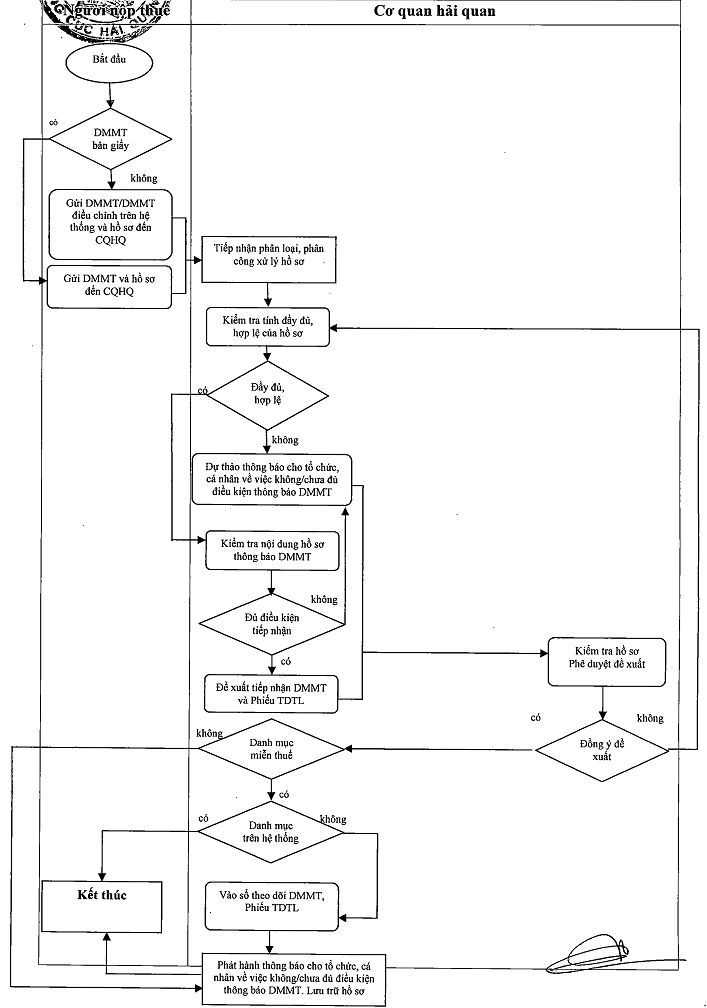 Người nộp thuế
Cơ quan hải quan
CỤC HẢI QUAN
Bắt đầu
có
DMMT
bản giấy
không
Gửi DMMT/DMMT
điều chỉnh trên hệ
thống và hồ sơ đến
CQHQ
Gửi DMMT và hồ sơ
đến CQHQ
Tiếp nhận phân loại, phân
công xử lý hồ sơ
Kiểm tra tính đầy đủ,
hợp lệ của hồ sơ
có
Đầy đủ,
hợp lệ
không
Dự thảo thông báo cho tổ chức,
cá nhân về việc không/chưa đủ
điều kiện thông báo DMMT
Kiểm tra nội dung hồ sơ
thông báo DMMT
không
Đủ điều kiện
tiếp nhận
có
Đề xuất tiếp nhận DMMT
và Phiếu TDTL
Kiểm tra hồ sơ
Phê duyệt đề xuất
có
không
Đồng ý đề
xuất
không
Danh mục
miễn thuế
có
có
không
Danh mục
trên hệ thống
Kết thúc
Vào sổ theo dõi DMMT,
Phiếu TDTL
Phát hành thông báo cho tổ chức, cá
nhân về việc không/chưa đủ điều kiện
thông báo DMMT. Lưu trữ hồ sơ